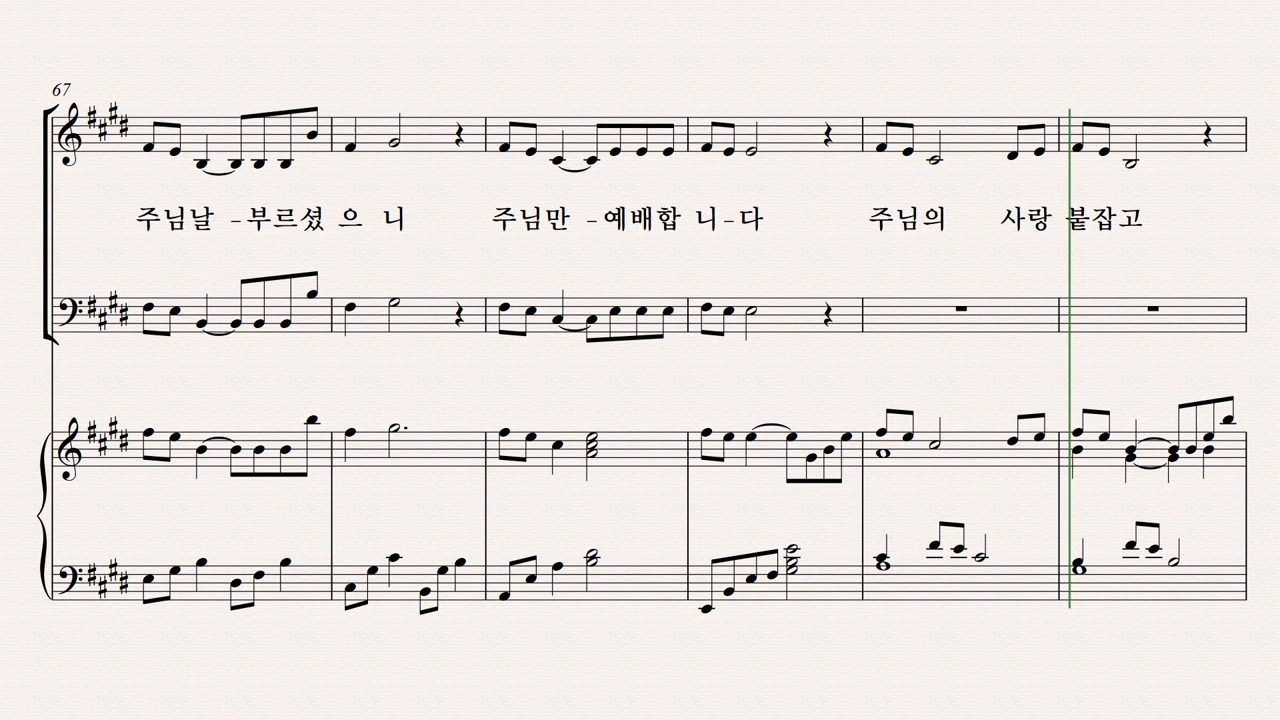 67
주님날 - 부르셨 으 니 주님만 - 예배합 니 - 다 주님의 사랑 붙잡고